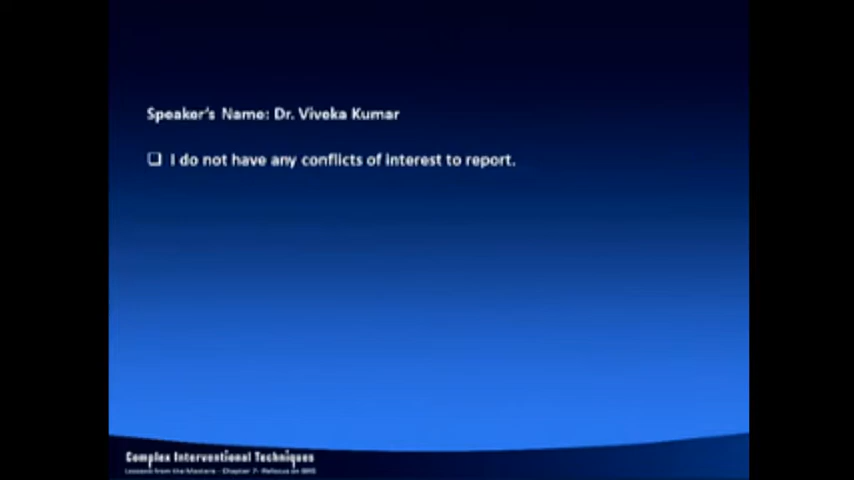 Speaker's Name: Dr. Viveka Kumar
❑ I do not have any conflicts of interest to report.
Complex Interventional Techniques
Lessons from the Masters - Chapter 7- Refocus on BMS